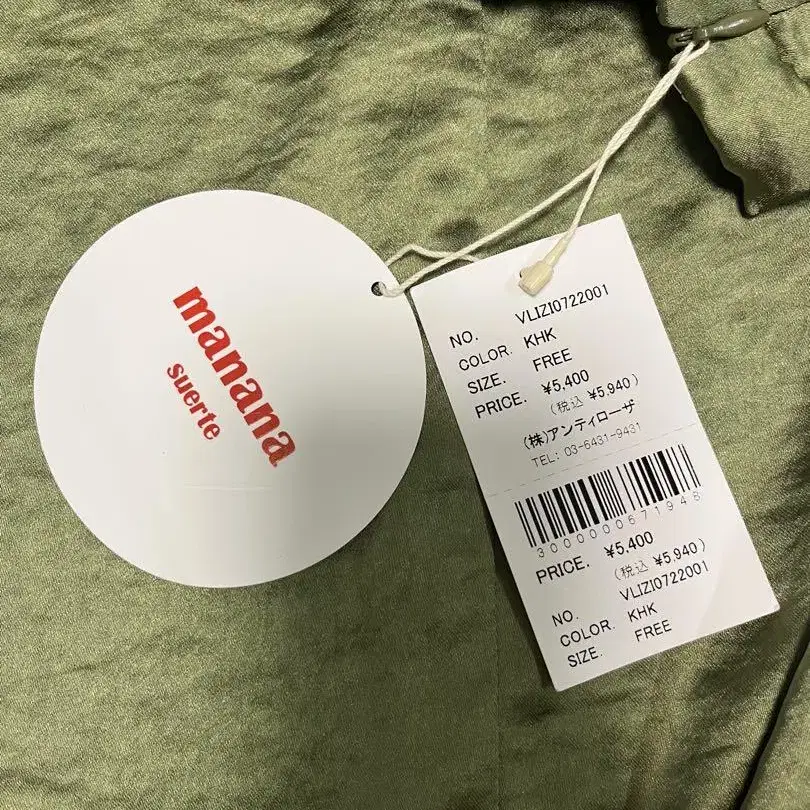 manana
suerte
NO. VLIZI0722001
COLOR. KHK
SIZE. FREE
PRICE. ¥5,400
(税込 ¥5,940)
(株)アンティローザ
TEL: 03-6431-9431
3000000671948
PRICE. ¥5,400
(税込 ¥5,940)
NO. VLIZI0722001
COLOR. KHK
SIZE. FREE